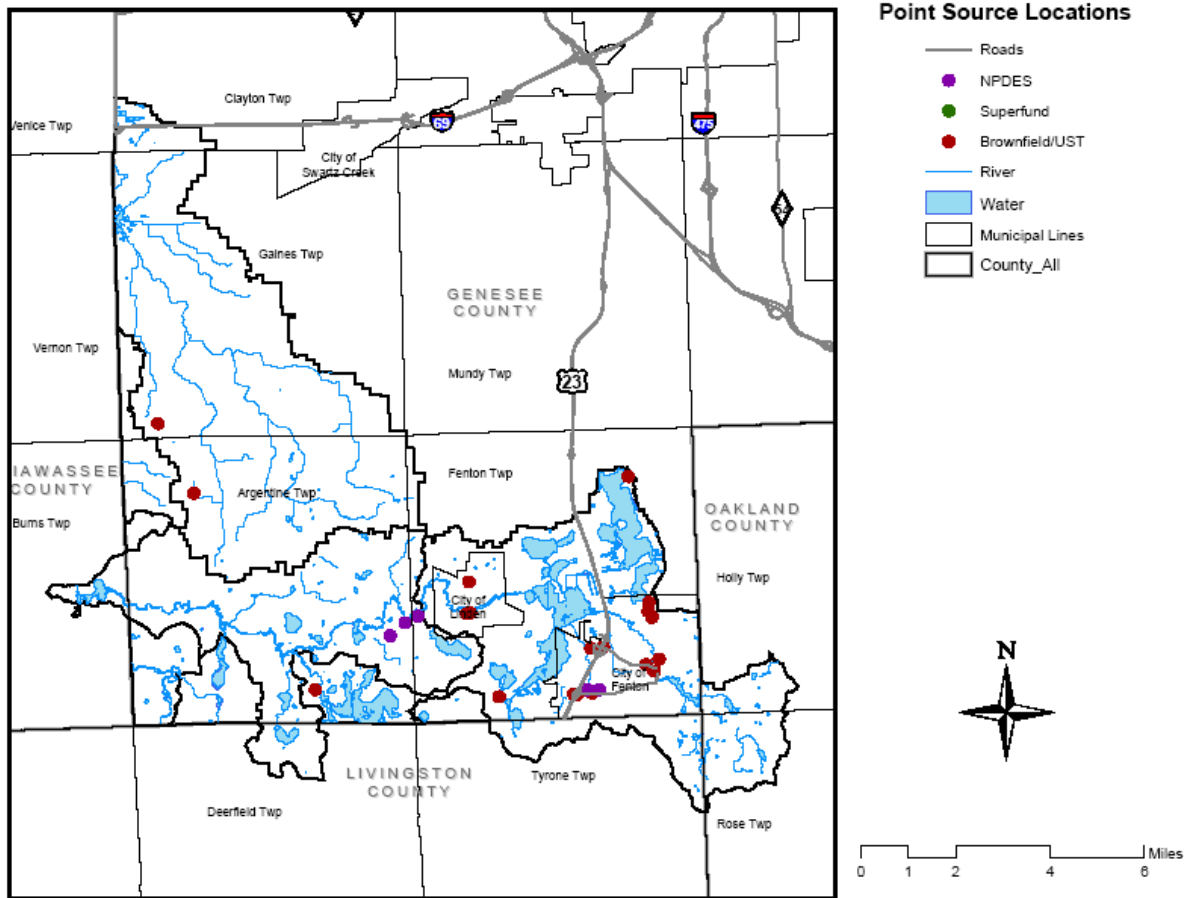 Point Source Locations
Roads
NPDES
Superfund
Brownfield/UST
River
Water
Municipal Lines
County_All
Clayton Twp
Venice Twp
69
475
City of
Swartz Creek
54
Gaines Twp
GENESEE
COUNTY
Vernon Twp
Mundy Twp
23
IAWASSEE
COUNTY
Fenton Twp
Argentine Twp
OAKLAND
COUNTY
Burns Twp
Holly Twp
City of
Linden
City of
Fenton
N
LIVINGSTON
COUNTY
Tyrone Twp
Deerfield Twp
Rose Twp
Miles
0 1 2 4 6